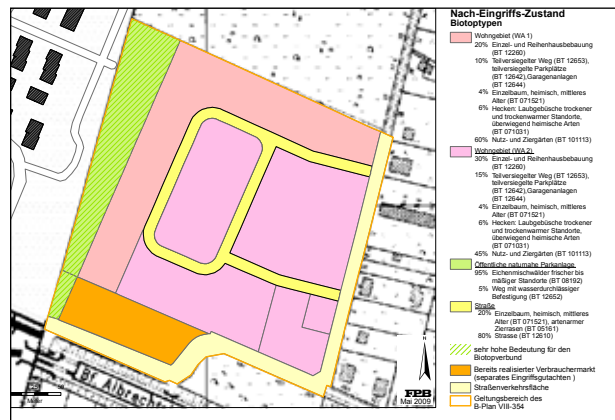 Nach-Eingriffs-Zustand
Biotoptypen
Wohngebiet (WA 1)
20% Einzel- und Reihenhausbebauung
(BT 12260)
10% Teilversiegelter Weg (BT 12653),
teilversiegelte Parkplätze
(BT 12642),Garagenanlagen
(BT 12644)
4% Einzelbaum, heimisch, mittleres
Alter (BT 071521)
6% Hecken: Laubgebüsche trockener
und trockenwarmer Standorte,
überwiegend heimische Arten
(BT 071031)
60% Nutz- und Ziergärten (BT 101113)
Wohngebiet (WA 2)
30% Einzel- und Reihenhausbebauung
(BT 12260)
15% Teilversiegelter Weg (BT 12653),
teilversiegelte Parkplätze
(BT 12642),Garagenanlagen
(BT 12644)
4% Einzelbaum, heimisch, mittleres
Alter (BT 071521)
6% Hecken: Laubgebüsche trockener
und trockenwarmer Standorte,
überwiegend heimische Arten
(BT 071031)
45% Nutz- und Ziergärten (BT 101113)
Öffentliche naturnahe Parkanlage
95% Eichenmischwälder frischer bis
mäßiger Standorte (BT 08192)
5% Weg mit wasserdurchlässiger
Befestigung (BT 12652)
Straße
20% Einzelbaum, heimisch, mittleres
Alter (BT 071521), artenarmer
Zierrasen (BT 05161)
80% Strasse (BT 12610)
sehr hohe Bedeutung für den
Biotopverbund
Bereits realisierter Verbrauchermarkt
(separates Eingriffsgutachten )
Straßenverkehrsfläche
Geltungsbereich des
B-Plan VIII-354
Br. Albrecht
Meter
FPB
Mai 2009